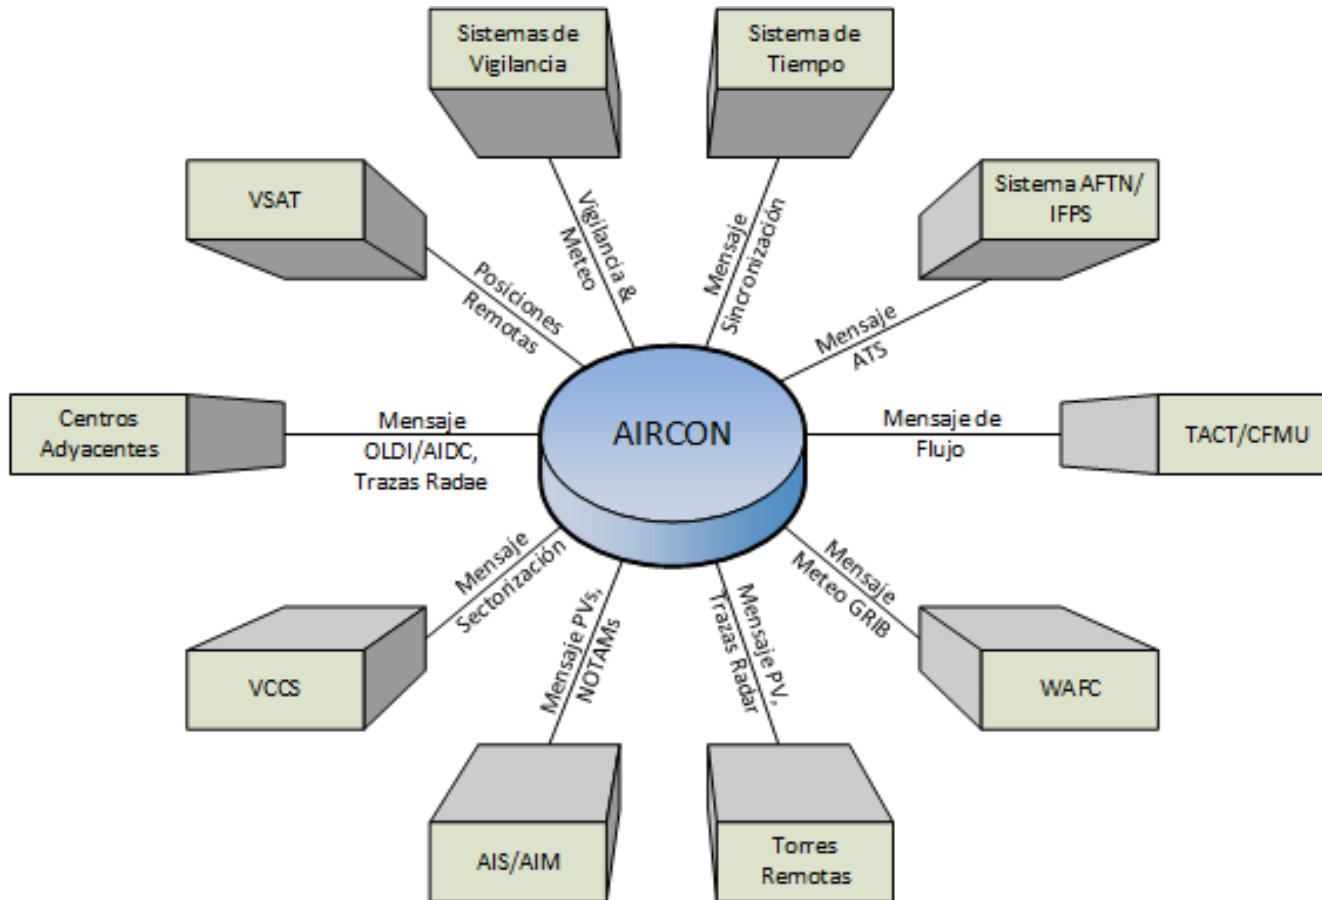 Sistemas de
Vigilancia
Sistema de
Tiempo
VSAT
Sistema AFTN/
IFPS
Vigilancia &
Meteo
Mensaje
Sincronización
Posiciones
Remotas
Mensaje
ATS
Centros
Adyacentes
Mensaje
OLDI/AIDC,
Trazas Radae
AIRCON
Mensaje de
Flujo
TACT/CFMU
Mensaje
Sectorización
Mensaje PVs,
NOTAMs
Mensaje PV,
Trazas Radar
Mensaje
Meteo GRIB
VCCS
WAFC
AIS/AIM
Torres
Remotas